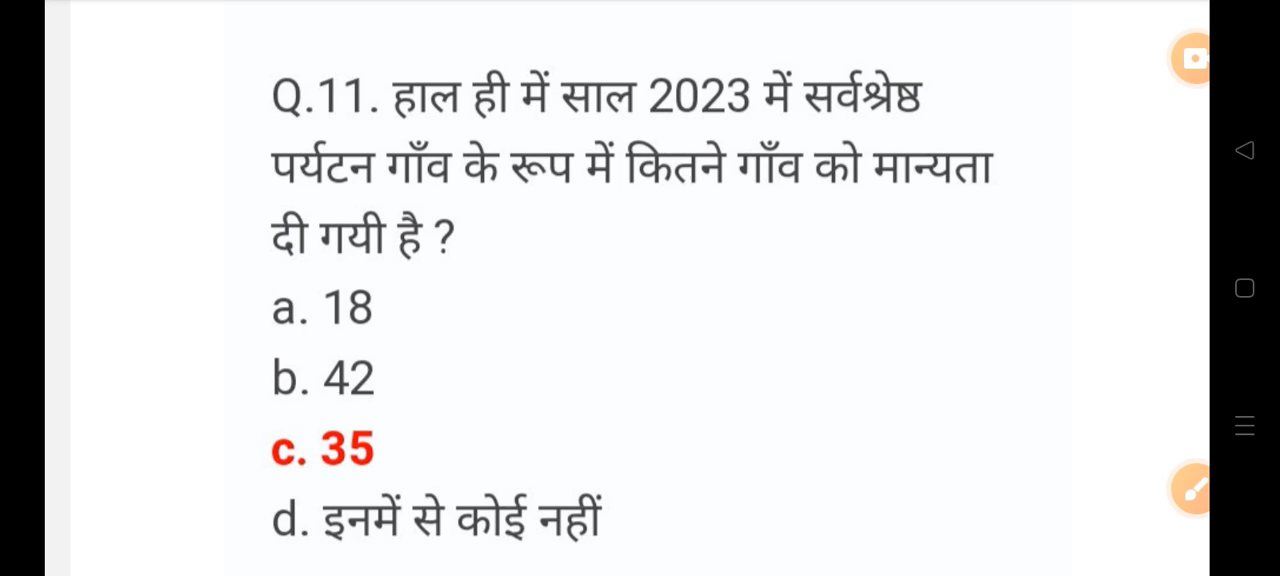 Q.11. हाल ही में साल 2023 में सर्वश्रेष्ठ
पर्यटन गाँव के रूप में कितने गाँव को मान्यता
दी गयी है ?
a. 18
b. 42
c. 35
d. इनमें से कोई नहीं